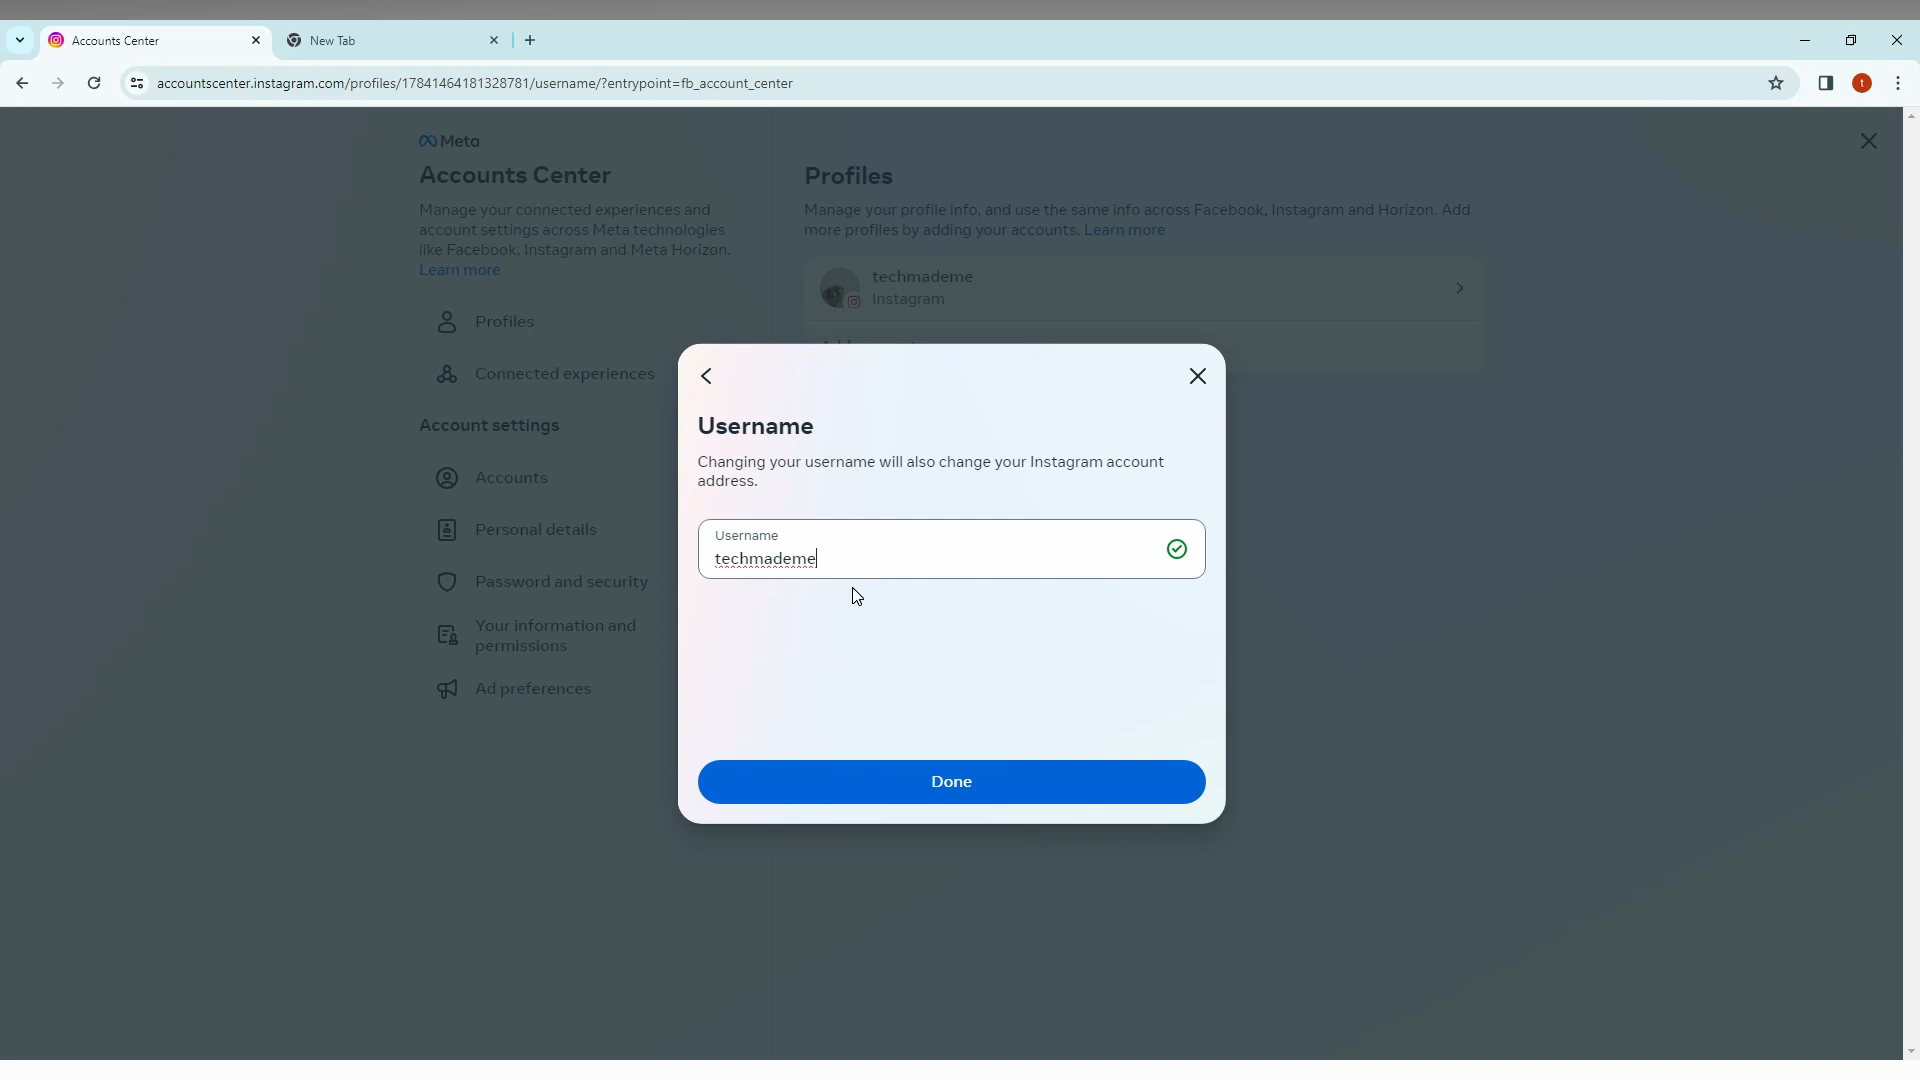 Accounts Center
New Tab
accountscenter.instagram.com/profiles/17841464181328781/username/?entrypoint=fb_account_center
t
Meta
Accounts Center
Manage your connected experiences and
account settings across Meta technologies
like Facebook, Instagram and Meta Horizon.
Learn more
Profiles
Connected experiences
Account settings
Accounts
Personal details
Password and security
Your information and
permissions
Ad preferences
Profiles
Manage your profile info, and use the same info across Facebook, Instagram and Horizon. Add
more profiles by adding your accounts. Learn more
techmademe
Instagram
Username
Changing your username will also change your Instagram account
address.
Username
techmademe
Done